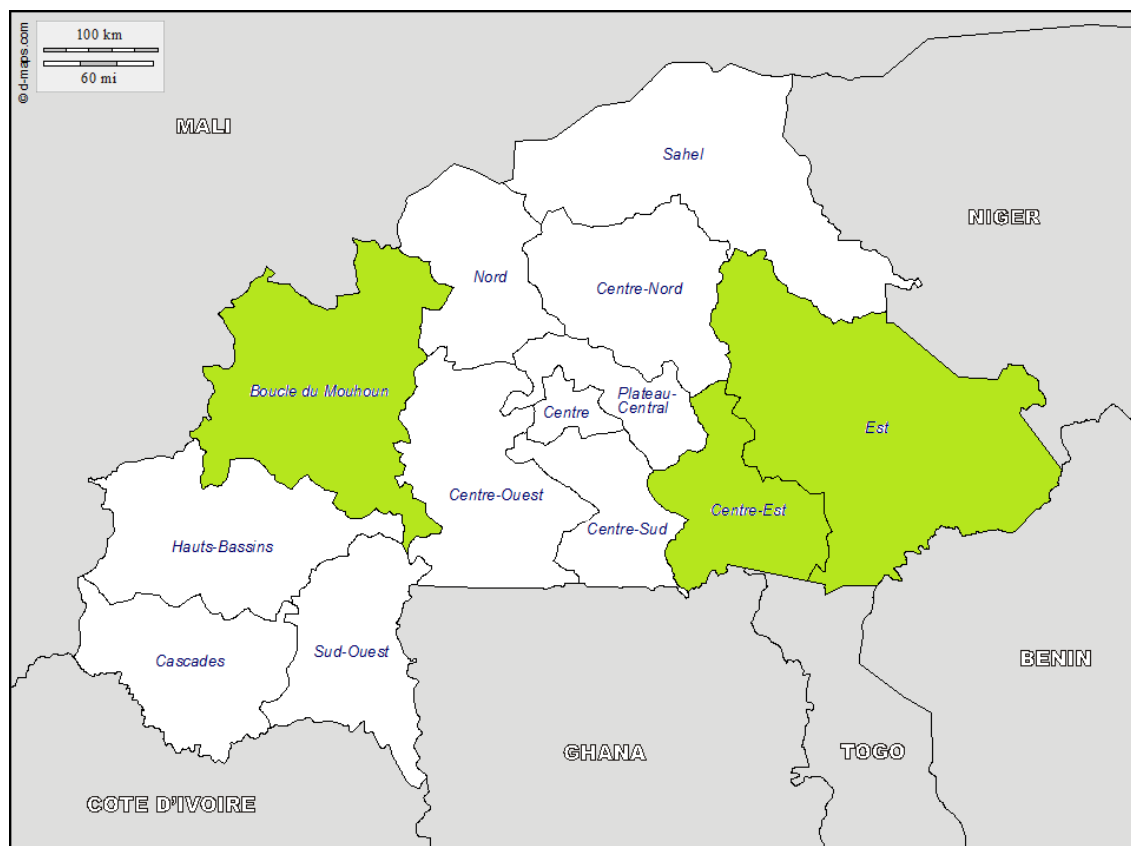 © d-maps.com
100 km
60 mi
MALI
Sahel
NIGER
Nord
Centre-Nord
Boucle du Mouhoun
Plateau-
Central
Centre
Est
Centre-Ouest
Centre-Est
Centre-Sud
Hauts-Bassins
Sud-Ouest
Cascades
BENIN
GHANA
TOGO
COTE D'IVOIRE